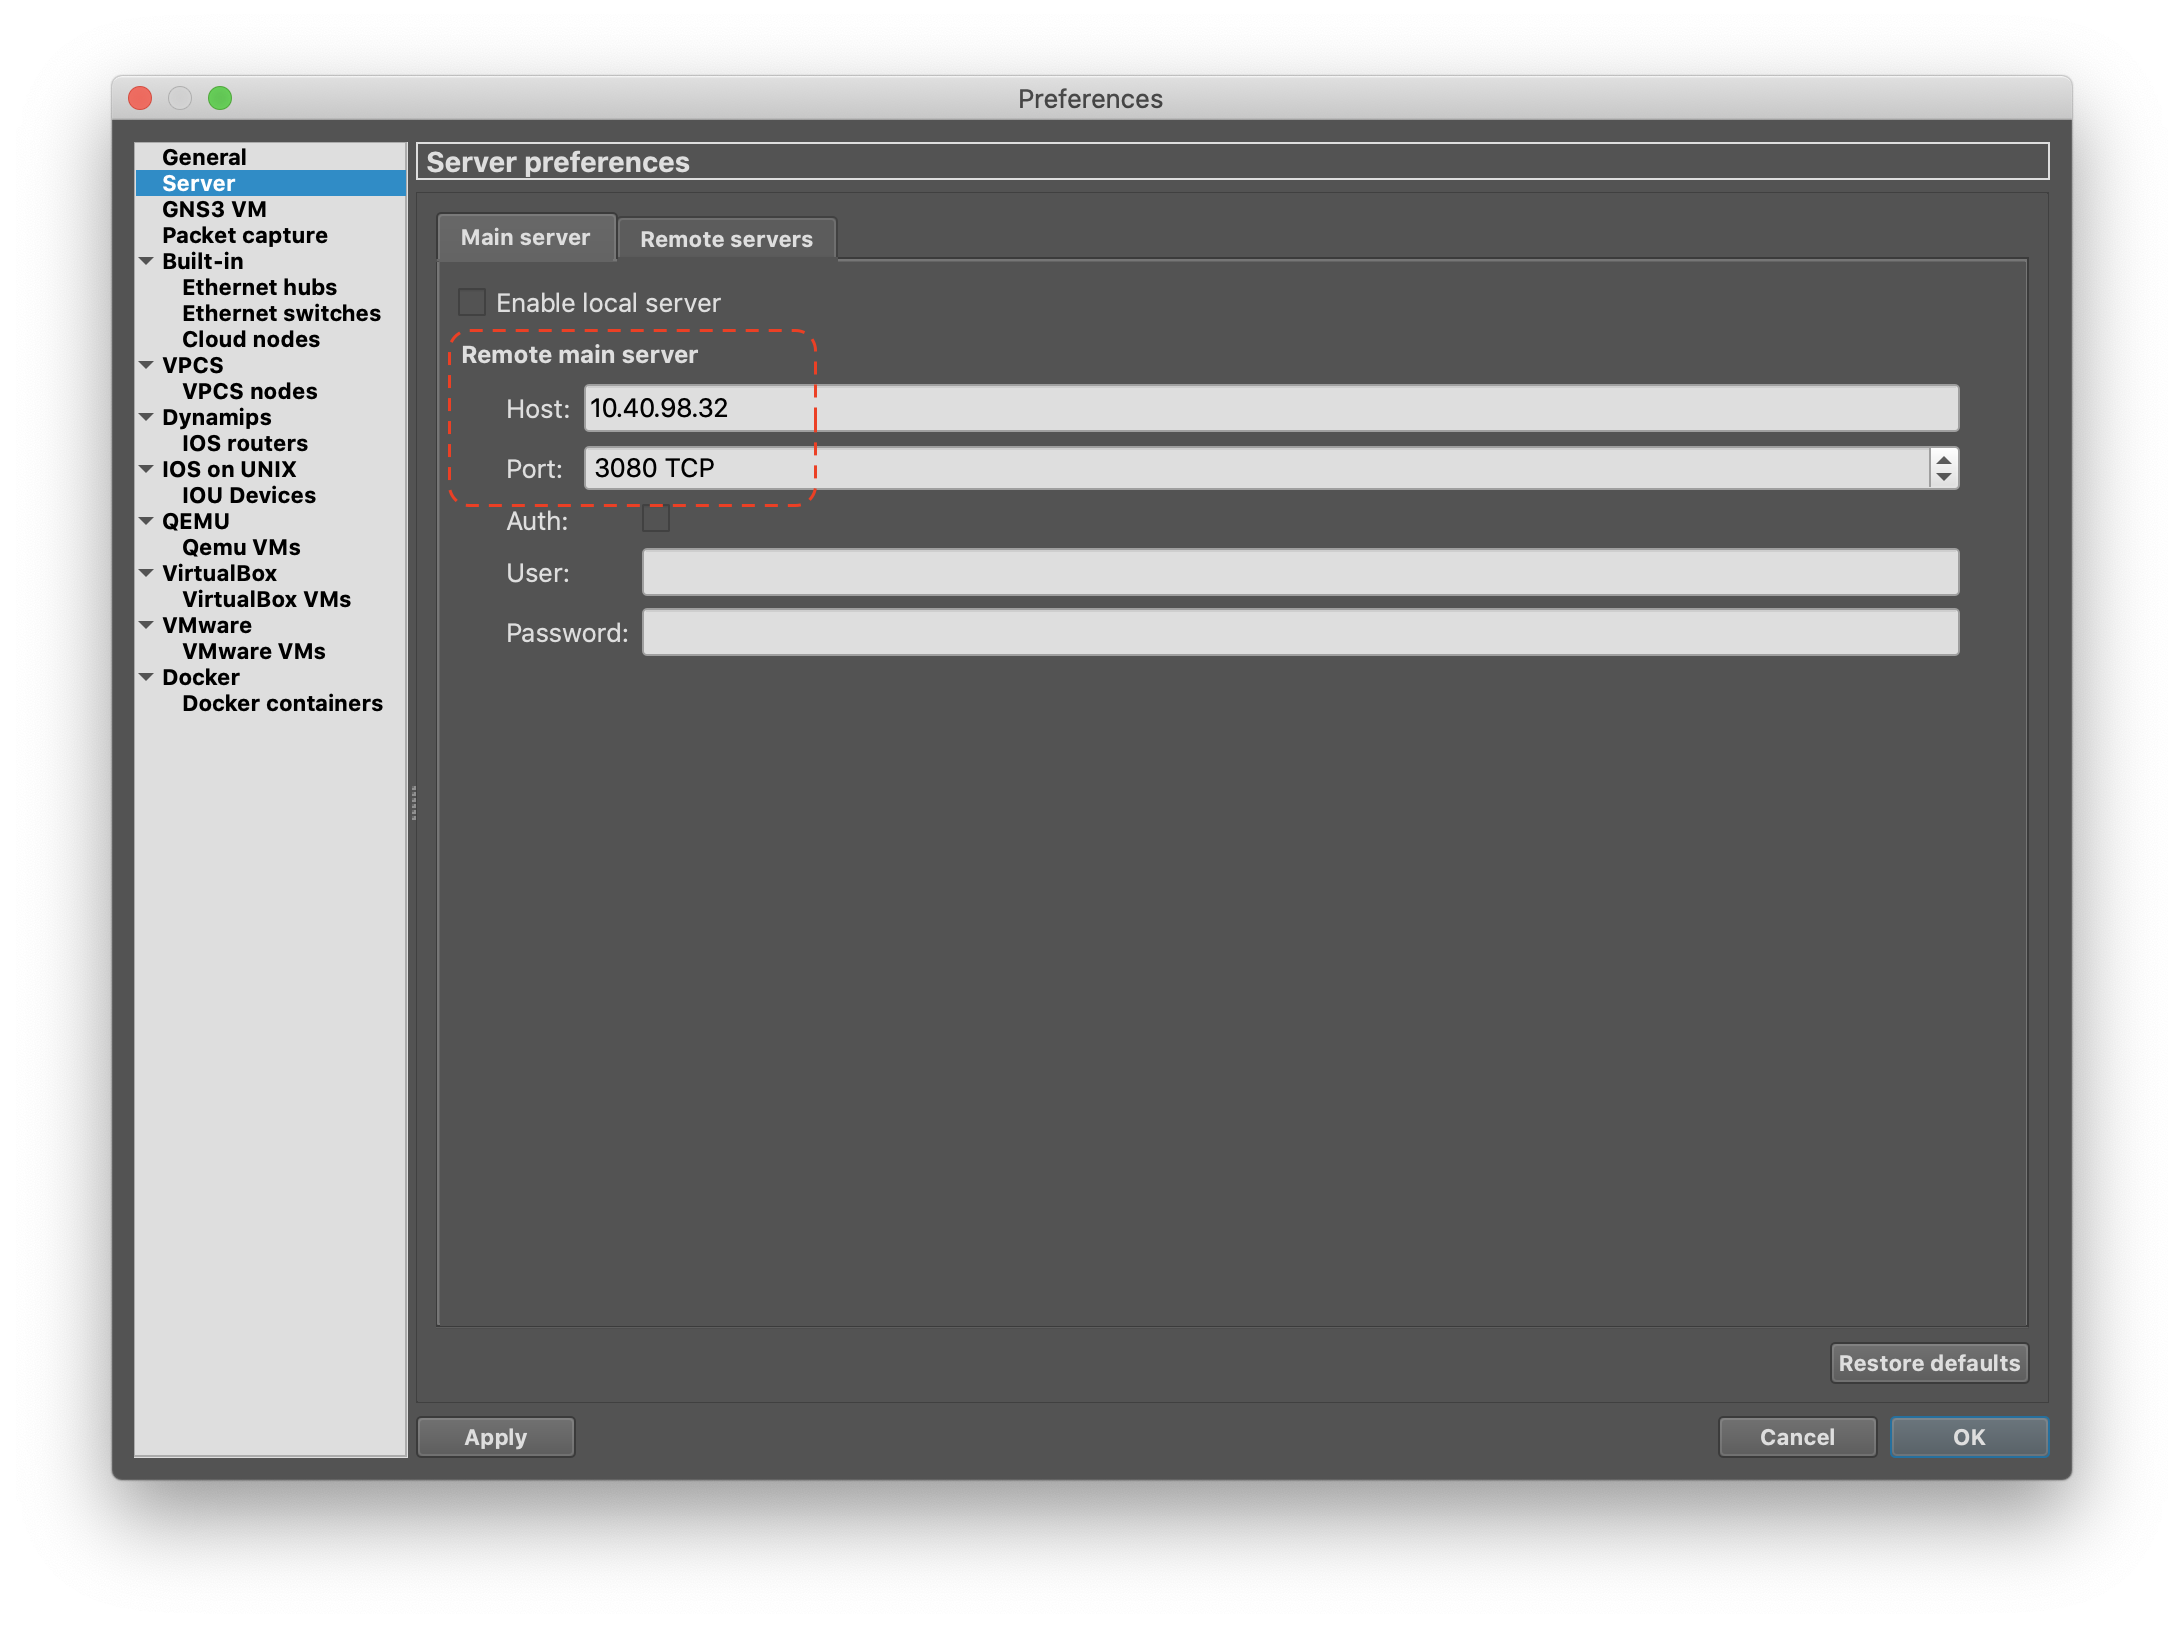 Preferences
General
Server
GNS3 VM
Packet capture
Built-in
Ethernet hubs
Ethernet switches
Cloud nodes
VPCS
VPCS nodes
Dynamips
IOS routers
IOS on UNIX
IOU Devices
QEMU
Qemu VMs
VirtualBox
VirtualBox VMs
VMware
VMware VMs
Docker
Docker containers
Server preferences
Main server
Remote servers
Enable local server
Remote main server
Host: 10.40.98.32
Port: 3080 TCP
Auth:
User:
Password:
Restore defaults
Apply
Cancel
OK